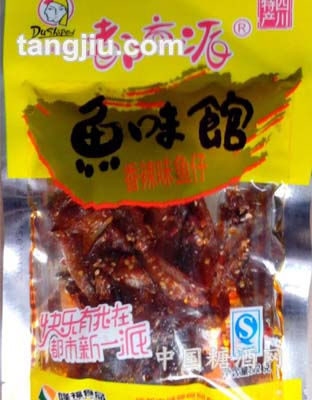 Dushipai
都市派®
四川
特产
tangjiu.com
魚味館
香辣味鱼仔
快乐有我在
都市新一派
中国糖酒网